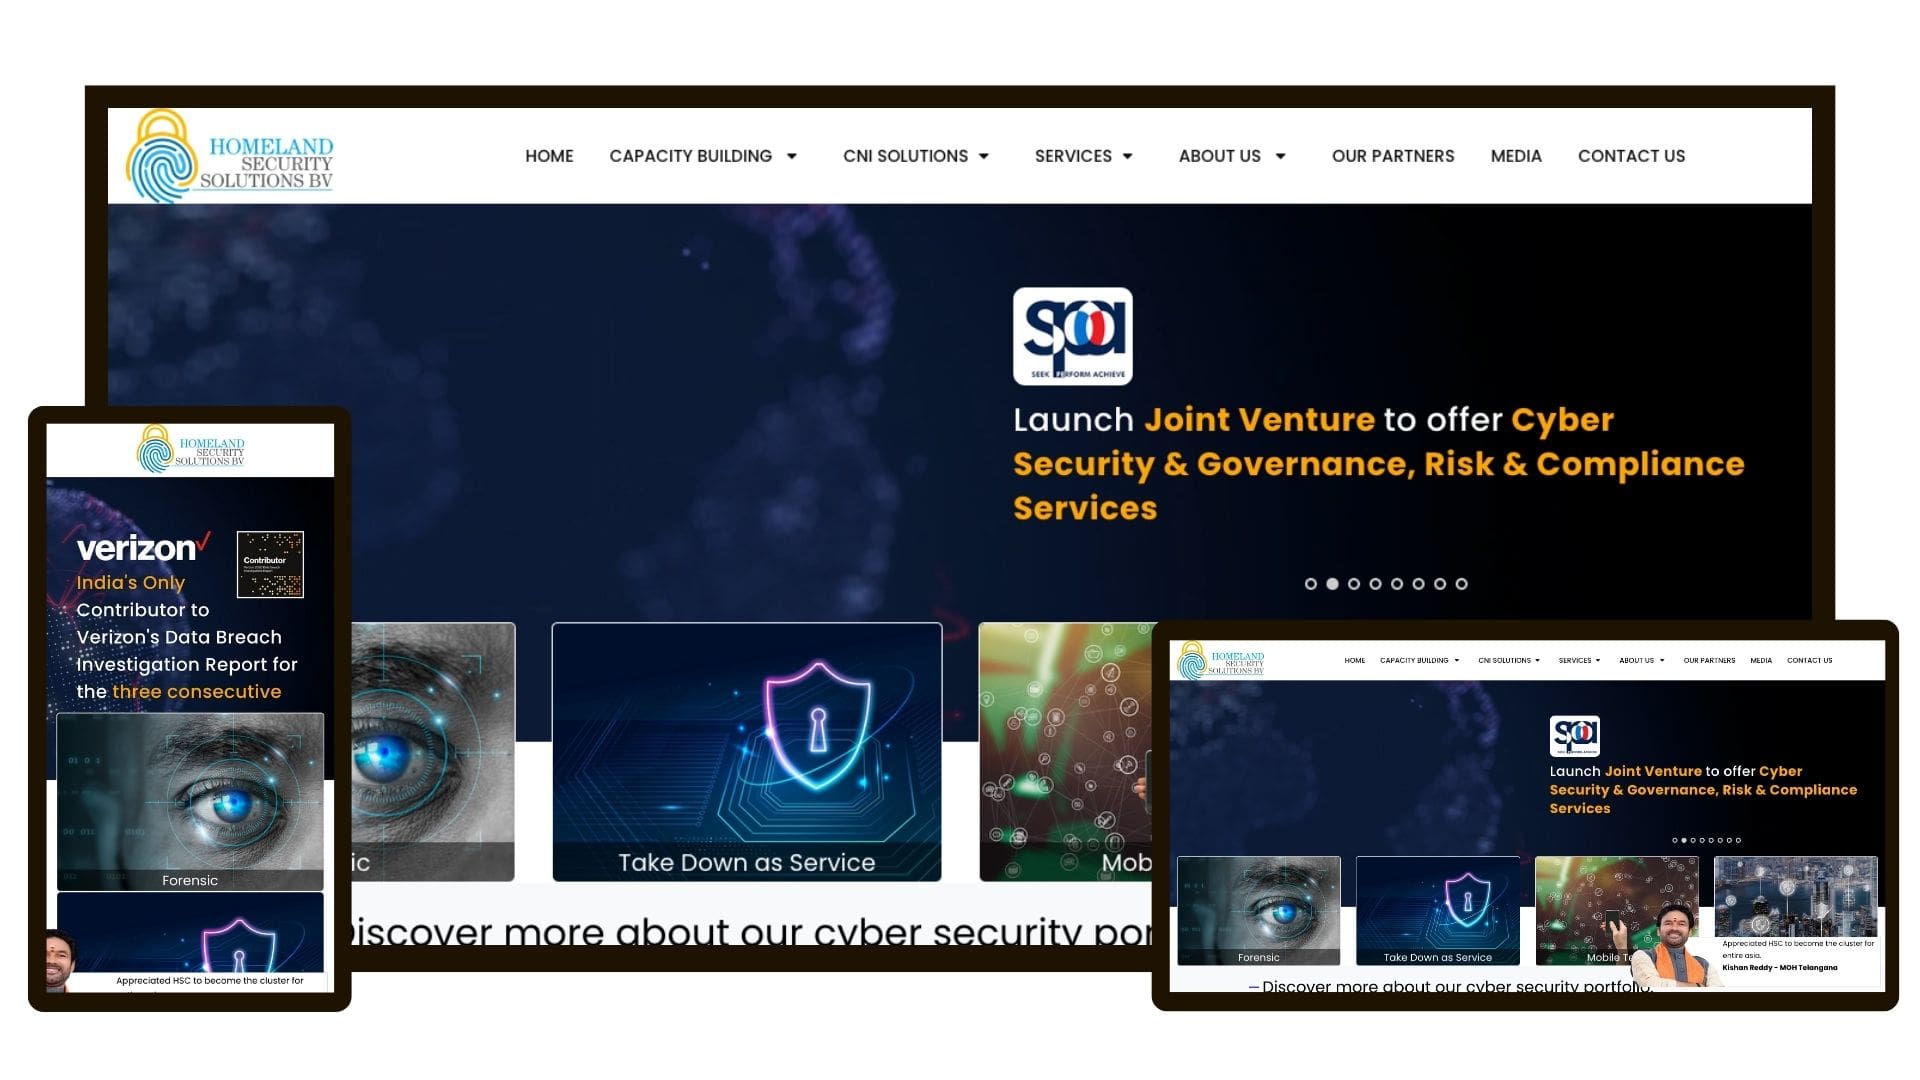 HOMELAND
SECURITY
SOLUTIONS BV
HOME CAPACITY BUILDING CNI SOLUTIONS SERVICES ABOUT US OUR PARTNERS MEDIA CONTACT US
spa
SEEK PERFORM ACHIEVE
Launch Joint Venture to offer Cyber
Security & Governance, Risk & Compliance
Services
ic
Take Down as Service
Mob
Discover more about our cyber security por
HOMELAND
SECURITY
SOLUTIONS BV
verizon
Contributor
India's Only
Contributor to
Verizon's Data Breach
Investigation Report for
the three consecutive
Forensic
Appreciated HSC to become the cluster for
HOMELAND
SECURITY
SOLUTIONS BV
HOME CAPACITY BUILDING CNI SOLUTIONS SERVICES ABOUT US OUR PARTNERS MEDIA CONTACT US
spa
Launch Joint Venture to offer Cyber
Security & Governance, Risk & Compliance
Services
Forensic
Take Down as Service
Mobile Te
Appreciated HSC to become the cluster for
entire asia.
Kishan Reddy - MOH Telangana
Discover more about our cyber security portfolio.